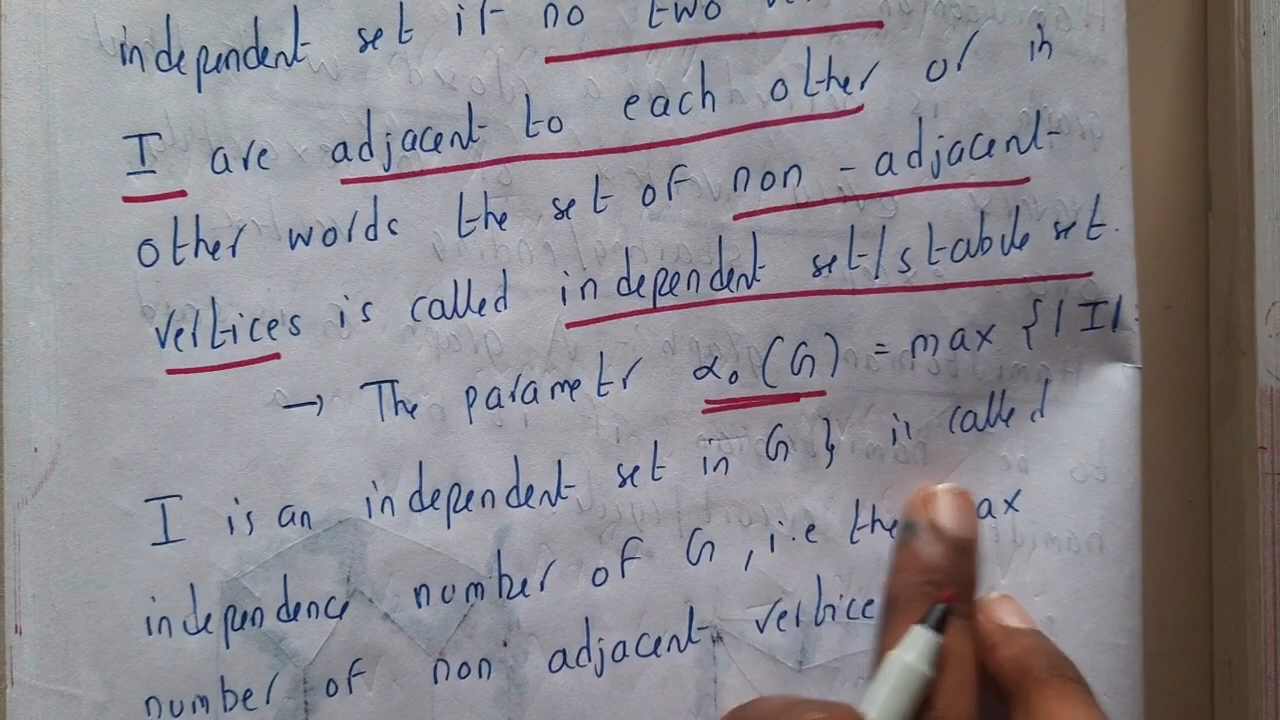 independent set if no two
I are adjacent to each other or in
other words the set of non-adjacent
vertices is called independent set/stable set.
→ The parametr α₀(G) = max {|I|:
I is an independent set in G} is called
independence number of G, i.e the max
number of non adjacent vertice